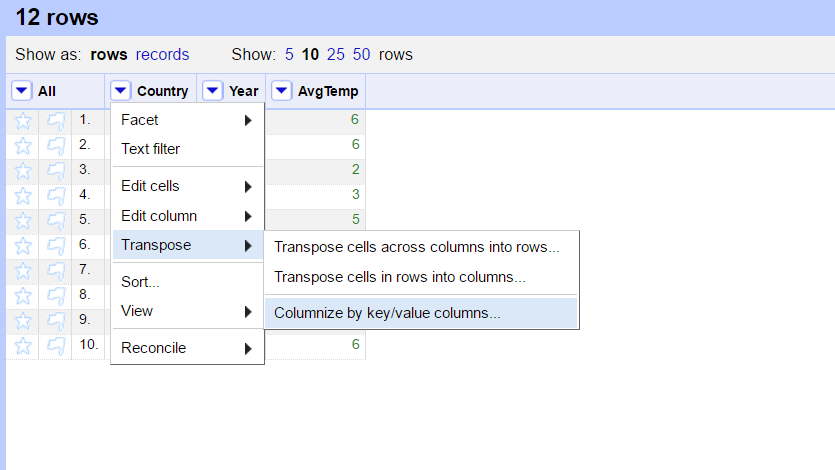 12 rows
Show as: rows records Show: 5 10 25 50 rows
All Country Year AvgTemp
1. 6
2. 6
3. 2
4. 3
5. 5
6.
7.
8.
9.
10. 6
Facet
Text filter
Edit cells
Edit column
Transpose
Sort...
View
Reconcile
Transpose cells across columns into rows...
Transpose cells in rows into columns...
Columnize by key/value columns...